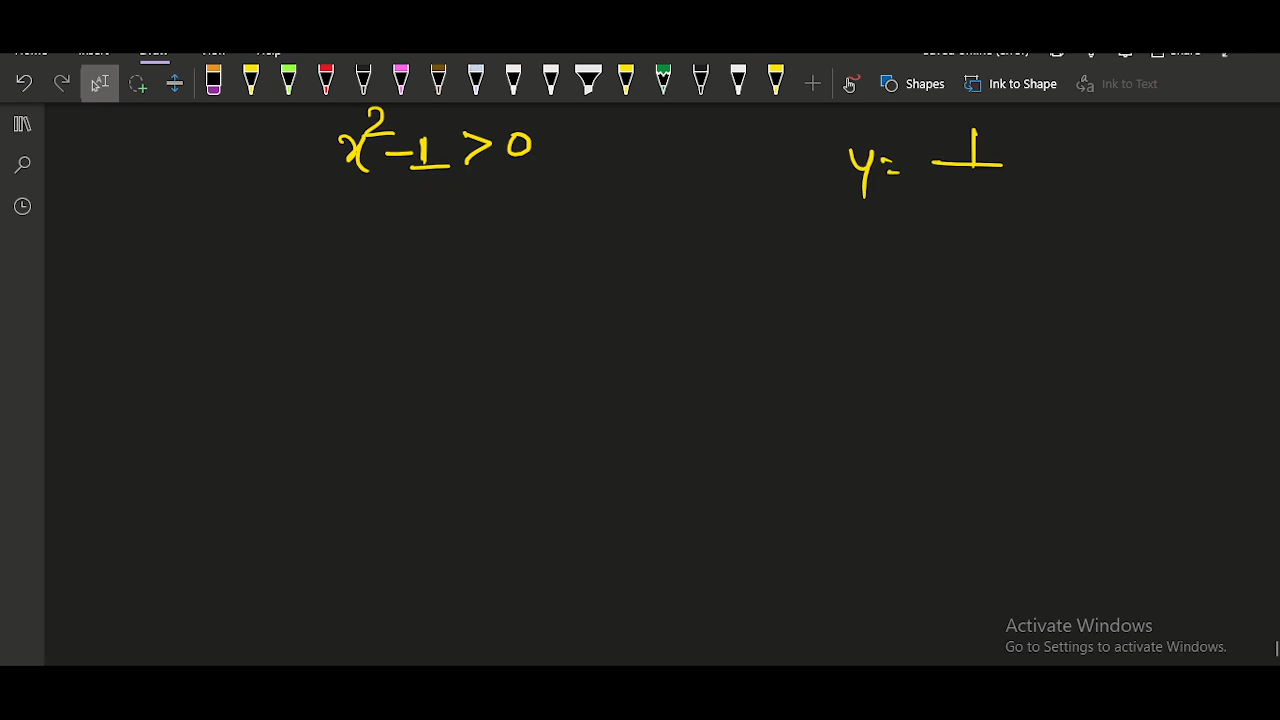 Shapes Ink to Shape Ink to Text
x² - 1 > 0
y = 1
Activate Windows
Go to Settings to activate Windows.